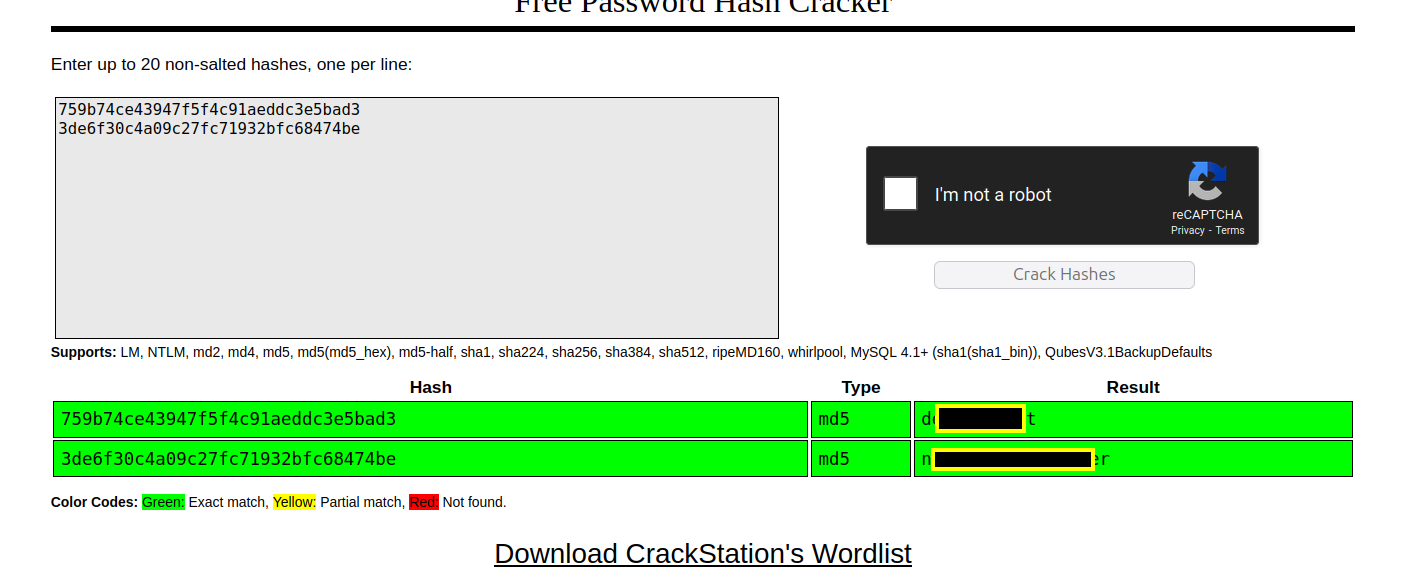 Free Password Hash Cracker
Enter up to 20 non-salted hashes, one per line:
759b74ce43947f5f4c91aeddc3e5bad3
3de6f30c4a09c27fc71932bfc68474be
I'm not a robot
reCAPTCHA
Privacy - Terms
Crack Hashes
Supports: LM, NTLM, md2, md4, md5, md5(md5_hex), md5-half, sha1, sha224, sha256, sha384, sha512, ripeMD160, whirlpool, MySQL 4.1+ (sha1(sha1_bin)), QubesV3.1BackupDefaults
Hash Type Result
759b74ce43947f5f4c91aeddc3e5bad3 md5
3de6f30c4a09c27fc71932bfc68474be md5
Color Codes: Green: Exact match, Yellow: Partial match, Red: Not found.
Download CrackStation's Wordlist